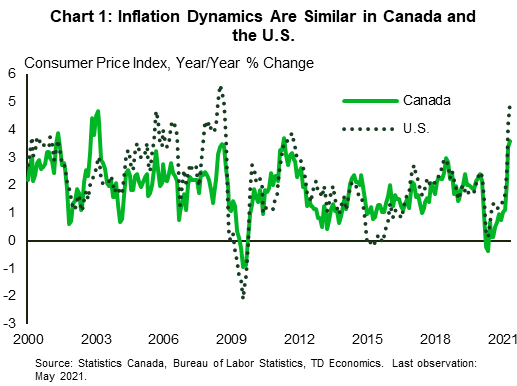 Chart 1: Inflation Dynamics Are Similar in Canada and
the U.S.
Consumer Price Index, Year/Year % Change
6
5
4
3
2
1
0
-1
-2
-3
Canada
U.S.
2000 2003 2006 2009 2012 2015 2018 2021
Source: Statistics Canada, Bureau of Labor Statistics, TD Economics. Last observation:
May 2021.